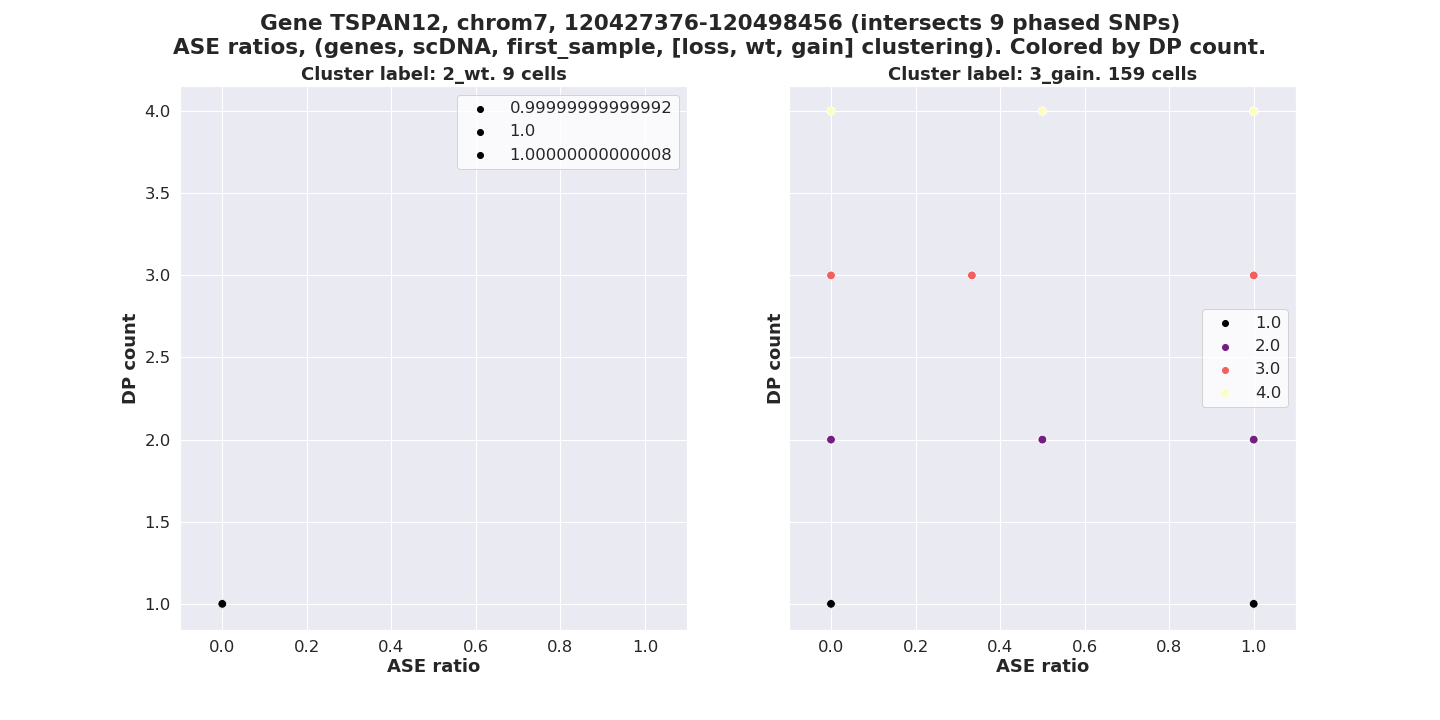 Gene TSPAN12, chrom7, 120427376-120498456 (intersects 9 phased SNPs)
ASE ratios, (genes, scDNA, first_sample, [loss, wt, gain] clustering). Colored by DP count.
Cluster label: 2_wt. 9 cells
0.99999999999992
1.0
1.00000000000008
4.0
3.5
3.0
2.5
2.0
1.5
1.0
DP count
0.0 0.2 0.4 0.6 0.8 1.0
ASE ratio
Cluster label: 3_gain. 159 cells
1.0
2.0
3.0
4.0
DP count
0.0 0.2 0.4 0.6 0.8 1.0
ASE ratio